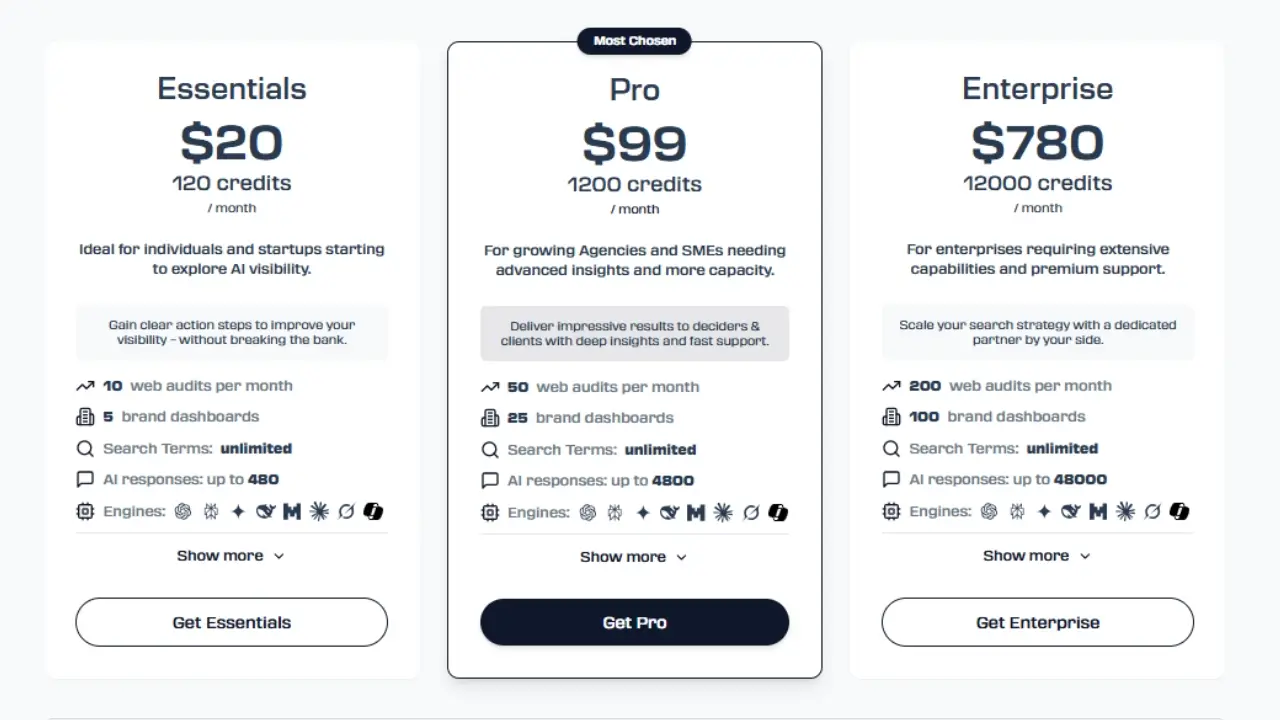 Essentials
$20
120 credits
/ month
Ideal for individuals and startups starting
to explore AI visibility.
Gain clear action steps to improve your
visibility – without breaking the bank.
10 web audits per month
5 brand dashboards
Search Terms: unlimited
AI responses: up to 480
Engines:
Show more
Get Essentials
Most Chosen
Pro
$99
1200 credits
/ month
For growing Agencies and SMEs needing
advanced insights and more capacity.
Deliver impressive results to deciders &
clients with deep insights and fast support.
50 web audits per month
25 brand dashboards
Search Terms: unlimited
AI responses: up to 4800
Engines:
Show more
Get Pro
Enterprise
$780
12000 credits
/ month
For enterprises requiring extensive
capabilities and premium support.
Scale your search strategy with a dedicated
partner by your side.
200 web audits per month
100 brand dashboards
Search Terms: unlimited
AI responses: up to 48000
Engines:
Show more
Get Enterprise